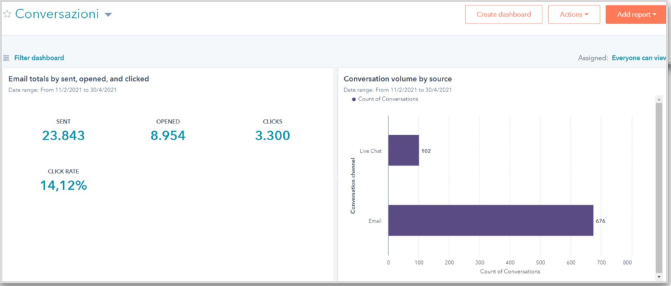 Conversazioni
Create dashboard
Actions
Add report
Filter dashboard
Assigned: Everyone can view
Email totals by sent, opened, and clicked
Date range: From 11/2/2021 to 30/4/2021
SENT
23.843
OPENED
8.954
CLICKS
3.300
CLICK RATE
14,12%
Conversation volume by source
Date range: From 11/2/2021 to 30/4/2021
Count of Conversations
Conversation channel
Live Chat
102
Email
676
0 100 200 300 400 500 600 700 800
Count of Conversations